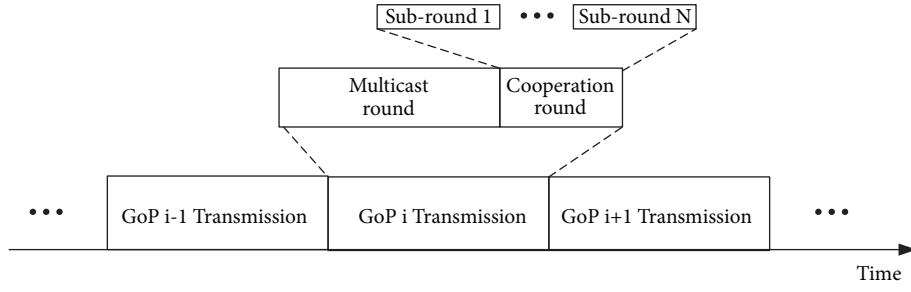 Sub-round 1 ••• Sub-round N
Multicast round
Cooperation round
••• GoP i-1 Transmission GoP i Transmission GoP i+1 Transmission •••
Time